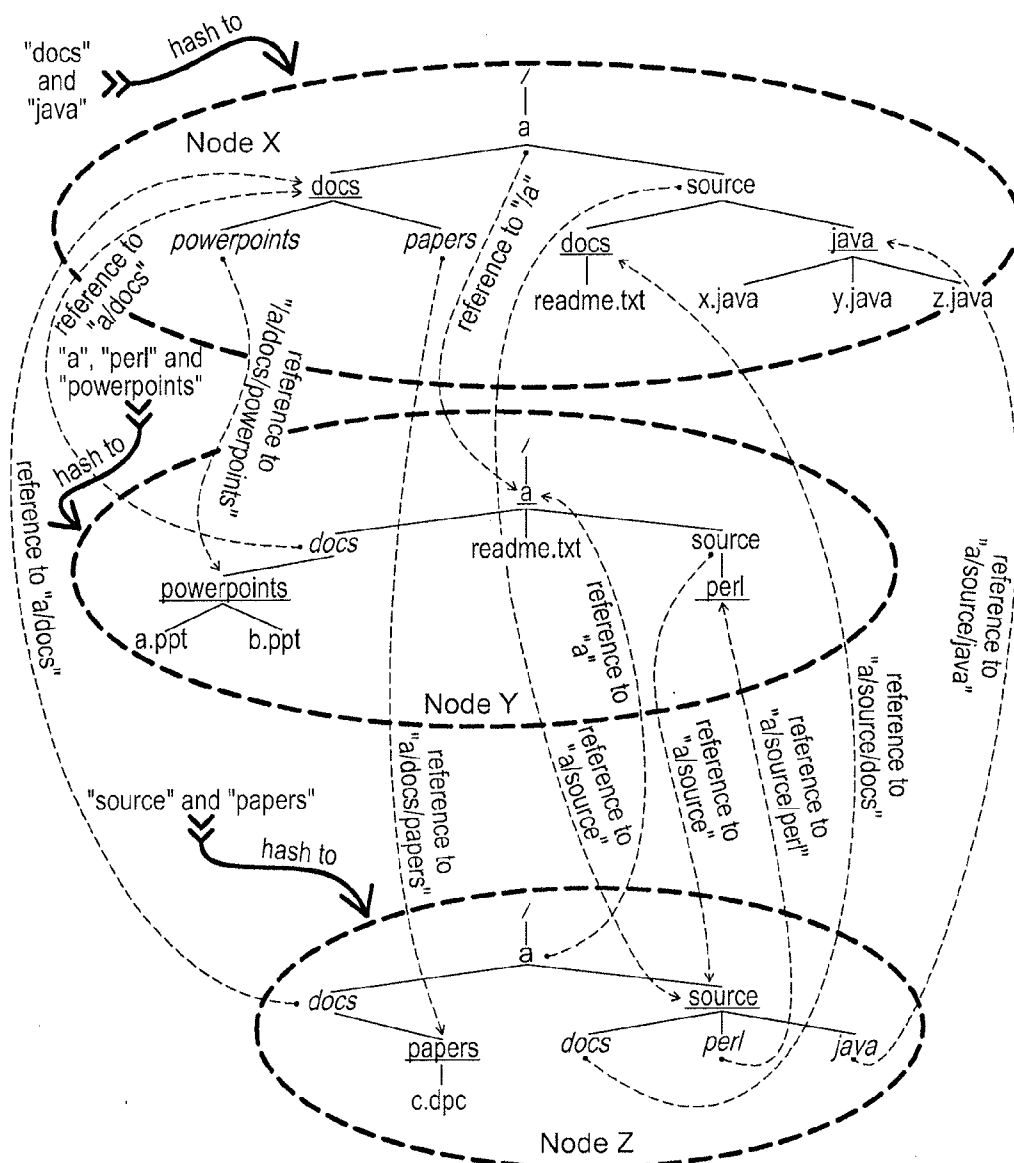 "docs"
and
"java"
hash to
/
a
Node X
docs
source
powerpoints
papers
docs
java
readme.txt
x.java
y.java
z.java
reference to "/a"
reference to
"a/docs"
"a", "perl" and
"powerpoints"
hash to
reference to
"a/docs/powerpoints"
/
a
docs
readme.txt
source
powerpoints
perl
a.ppt
b.ppt
Node Y
reference to "a/docs"
reference to
"a"
reference to
"a/source/java"
reference to
"a/source/docs"
reference to
"a/docs/papers"
reference to
"a/source"
reference to
"a/source"
reference to
"a/source/perl"
"source" and "papers"
hash to
/
a
docs
source
papers
docs
perl
java
c.dpc
Node Z